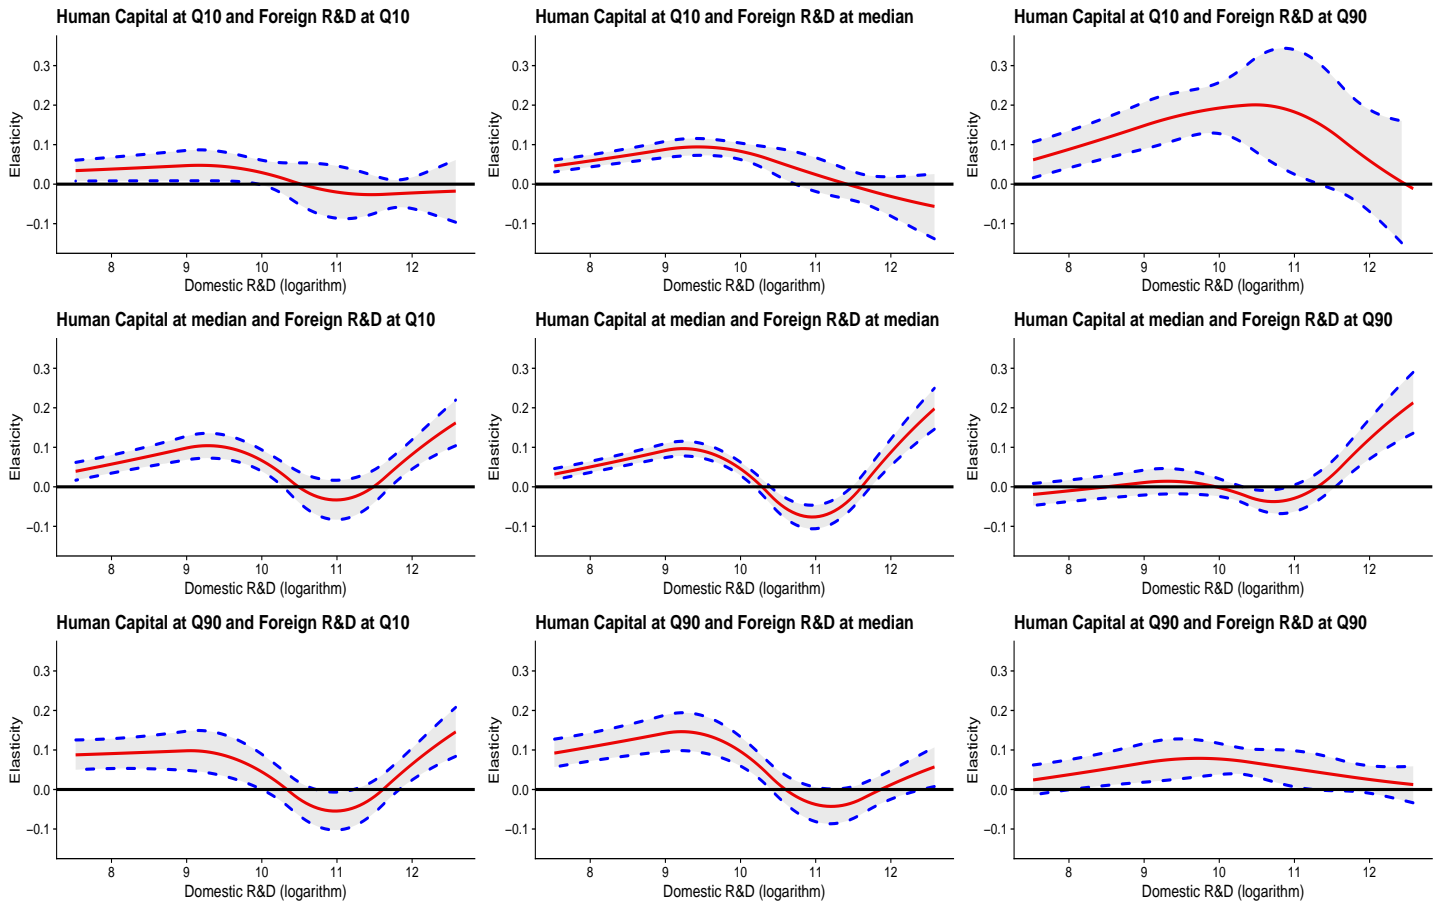 Human Capital at Q10 and Foreign R&D at Q10
Elasticity
0.3
0.2
0.1
0.0
−0.1
8 9 10 11 12
Domestic R&D (logarithm)
Human Capital at Q10 and Foreign R&D at median
Elasticity
0.3
0.2
0.1
0.0
−0.1
8 9 10 11 12
Domestic R&D (logarithm)
Human Capital at Q10 and Foreign R&D at Q90
Elasticity
0.3
0.2
0.1
0.0
−0.1
8 9 10 11 12
Domestic R&D (logarithm)
Human Capital at median and Foreign R&D at Q10
Elasticity
0.3
0.2
0.1
0.0
−0.1
8 9 10 11 12
Domestic R&D (logarithm)
Human Capital at median and Foreign R&D at median
Elasticity
0.3
0.2
0.1
0.0
−0.1
8 9 10 11 12
Domestic R&D (logarithm)
Human Capital at median and Foreign R&D at Q90
Elasticity
0.3
0.2
0.1
0.0
−0.1
8 9 10 11 12
Domestic R&D (logarithm)
Human Capital at Q90 and Foreign R&D at Q10
Elasticity
0.3
0.2
0.1
0.0
−0.1
8 9 10 11 12
Domestic R&D (logarithm)
Human Capital at Q90 and Foreign R&D at median
Elasticity
0.3
0.2
0.1
0.0
−0.1
8 9 10 11 12
Domestic R&D (logarithm)
Human Capital at Q90 and Foreign R&D at Q90
Elasticity
0.3
0.2
0.1
0.0
−0.1
8 9 10 11 12
Domestic R&D (logarithm)